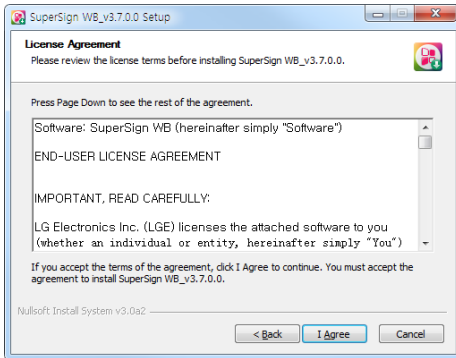 SuperSign WB_v3.7.0.0 Setup
License Agreement
Please review the license terms before installing SuperSign WB_v3.7.0.0.
Press Page Down to see the rest of the agreement.
Software: SuperSign WB (hereinafter simply "Software")
END-USER LICENSE AGREEMENT
IMPORTANT, READ CAREFULLY:
LG Electronics Inc. (LGE) licenses the attached software to you
(whether an individual or entity, hereinafter simply "You")
If you accept the terms of the agreement, click I Agree to continue. You must accept the
agreement to install SuperSign WB_v3.7.0.0.
Nullsoft Install System v3.0a2
< Back I Agree Cancel